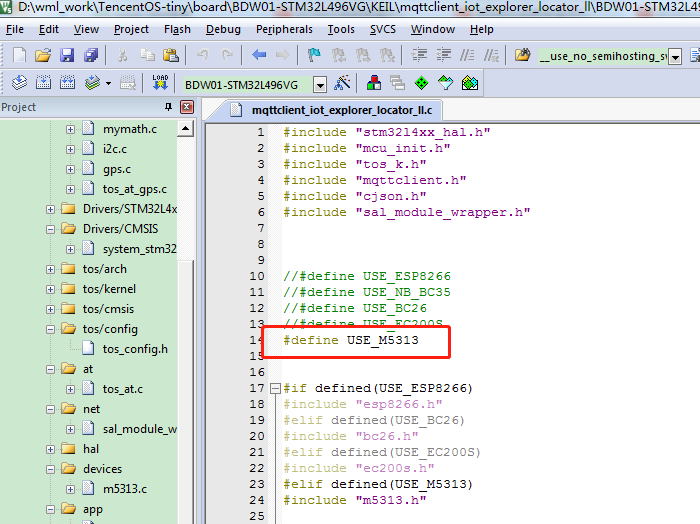 D:\wml_work\TencentOS-tiny\board\BDW01-STM32L496VG\KEIL\mqttclient_iot_explorer_locator_ll\BDW01-S
File Edit View Project Flash Debug Peripherals Tools SVCS Window Help
__use_no_semihosting_sw
LOAD BDW01-STM32L496VG
Project
mymath.c
i2c.c
gps.c
tos_at_gps.c
Drivers/STM32L4x
Drivers/CMSIS
system_stm32
tos/arch
tos/kernel
tos/cmsis
tos/config
tos_config.h
at
tos_at.c
net
sal_module_w
hal
devices
m5313.c
app
mqttclient_iot_explorer_locator_ll.c
1 #include "stm32l4xx_hal.h"
2 #include "mcu_init.h"
3 #include "tos_k.h"
4 #include "mqttclient.h"
5 #include "cjson.h"
6 #include "sal_module_wrapper.h"
7
8
9
10 //#define USE_ESP8266
11 //#define USE_NB_BC35
12 //#define USE_BC26
13 //#define USE_EC200S
14 #define USE_M5313
15
16
17 #if defined(USE_ESP8266)
18 #include "esp8266.h"
19 #elif defined(USE_BC26)
20 #include "bc26.h"
21 #elif defined(USE_EC200S)
22 #include "ec200s.h"
23 #elif defined(USE_M5313)
24 #include "m5313.h"
25